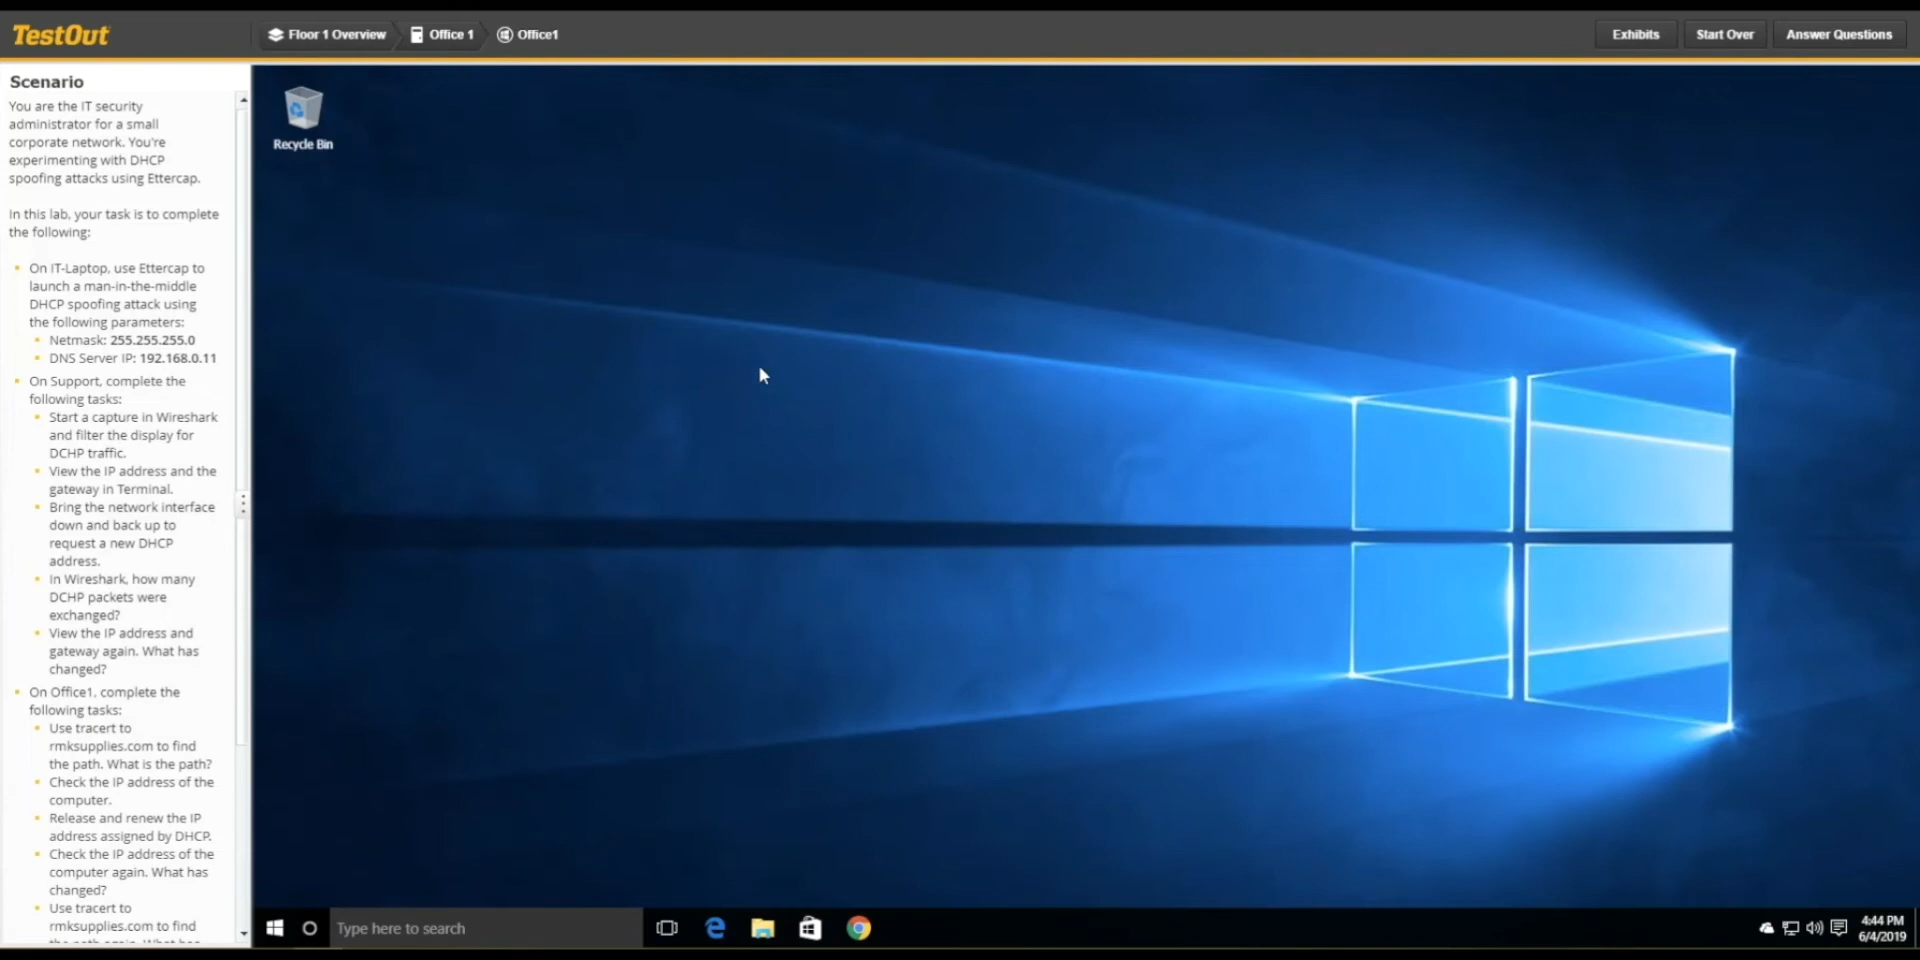 TestOut
Floor 1 Overview
Office 1
Office1
Exhibits
Start Over
Answer Questions
Scenario
You are the IT security
administrator for a small
corporate network. You're
experimenting with DHCP
spoofing attacks using Ettercap.
In this lab, your task is to complete
the following:
On IT-Laptop, use Ettercap to
launch a man-in-the-middle
DHCP spoofing attack using
the following parameters:
Netmask: 255.255.255.0
DNS Server IP: 192.168.0.11
On Support, complete the
following tasks:
Start a capture in Wireshark
and filter the display for
DCHP traffic.
View the IP address and the
gateway in Terminal.
Bring the network interface
down and back up to
request a new DHCP
address.
In Wireshark, how many
DCHP packets were
exchanged?
View the IP address and
gateway again. What has
changed?
On Office1, complete the
following tasks:
Use tracert to
rmksupplies.com to find
the path. What is the path?
Check the IP address of the
computer.
Release and renew the IP
address assigned by DHCP.
Check the IP address of the
computer again. What has
changed?
Use tracert to
rmksupplies.com to find
Recycle Bin
Type here to search
4:44 PM
6/4/2019